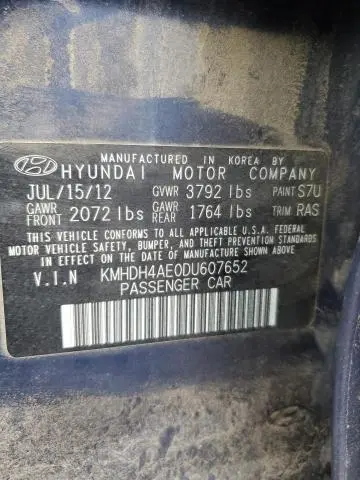 MANUFACTURED IN KOREA BY
HYUNDAI MOTOR COMPANY
JUL/15/12 GVWR 3792 lbs PAINT S7U
GAWR FRONT 2072 lbs GAWR REAR 1764 lbs TRIM RAS
THIS VEHICLE CONFORMS TO ALL APPLICABLE U.S.A. FEDERAL
MOTOR VEHICLE SAFETY, BUMPER, AND THEFT PREVENTION STANDARDS
IN EFFECT ON THE DATE OF MANUFACTURE SHOWN ABOVE.
V.I.N KMHDH4AE0DU607652
PASSENGER CAR